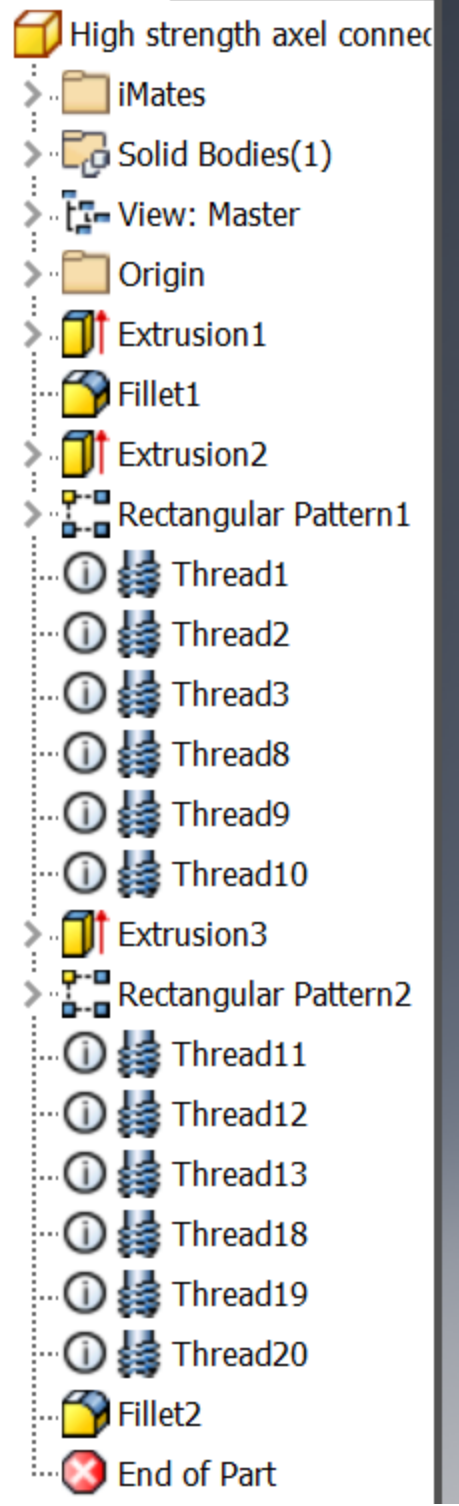 High strength axel connec
iMates
Solid Bodies(1)
View: Master
Origin
Extrusion1
Fillet1
Extrusion2
Rectangular Pattern1
Thread1
Thread2
Thread3
Thread8
Thread9
Thread10
Extrusion3
Rectangular Pattern2
Thread11
Thread12
Thread13
Thread18
Thread19
Thread20
Fillet2
End of Part